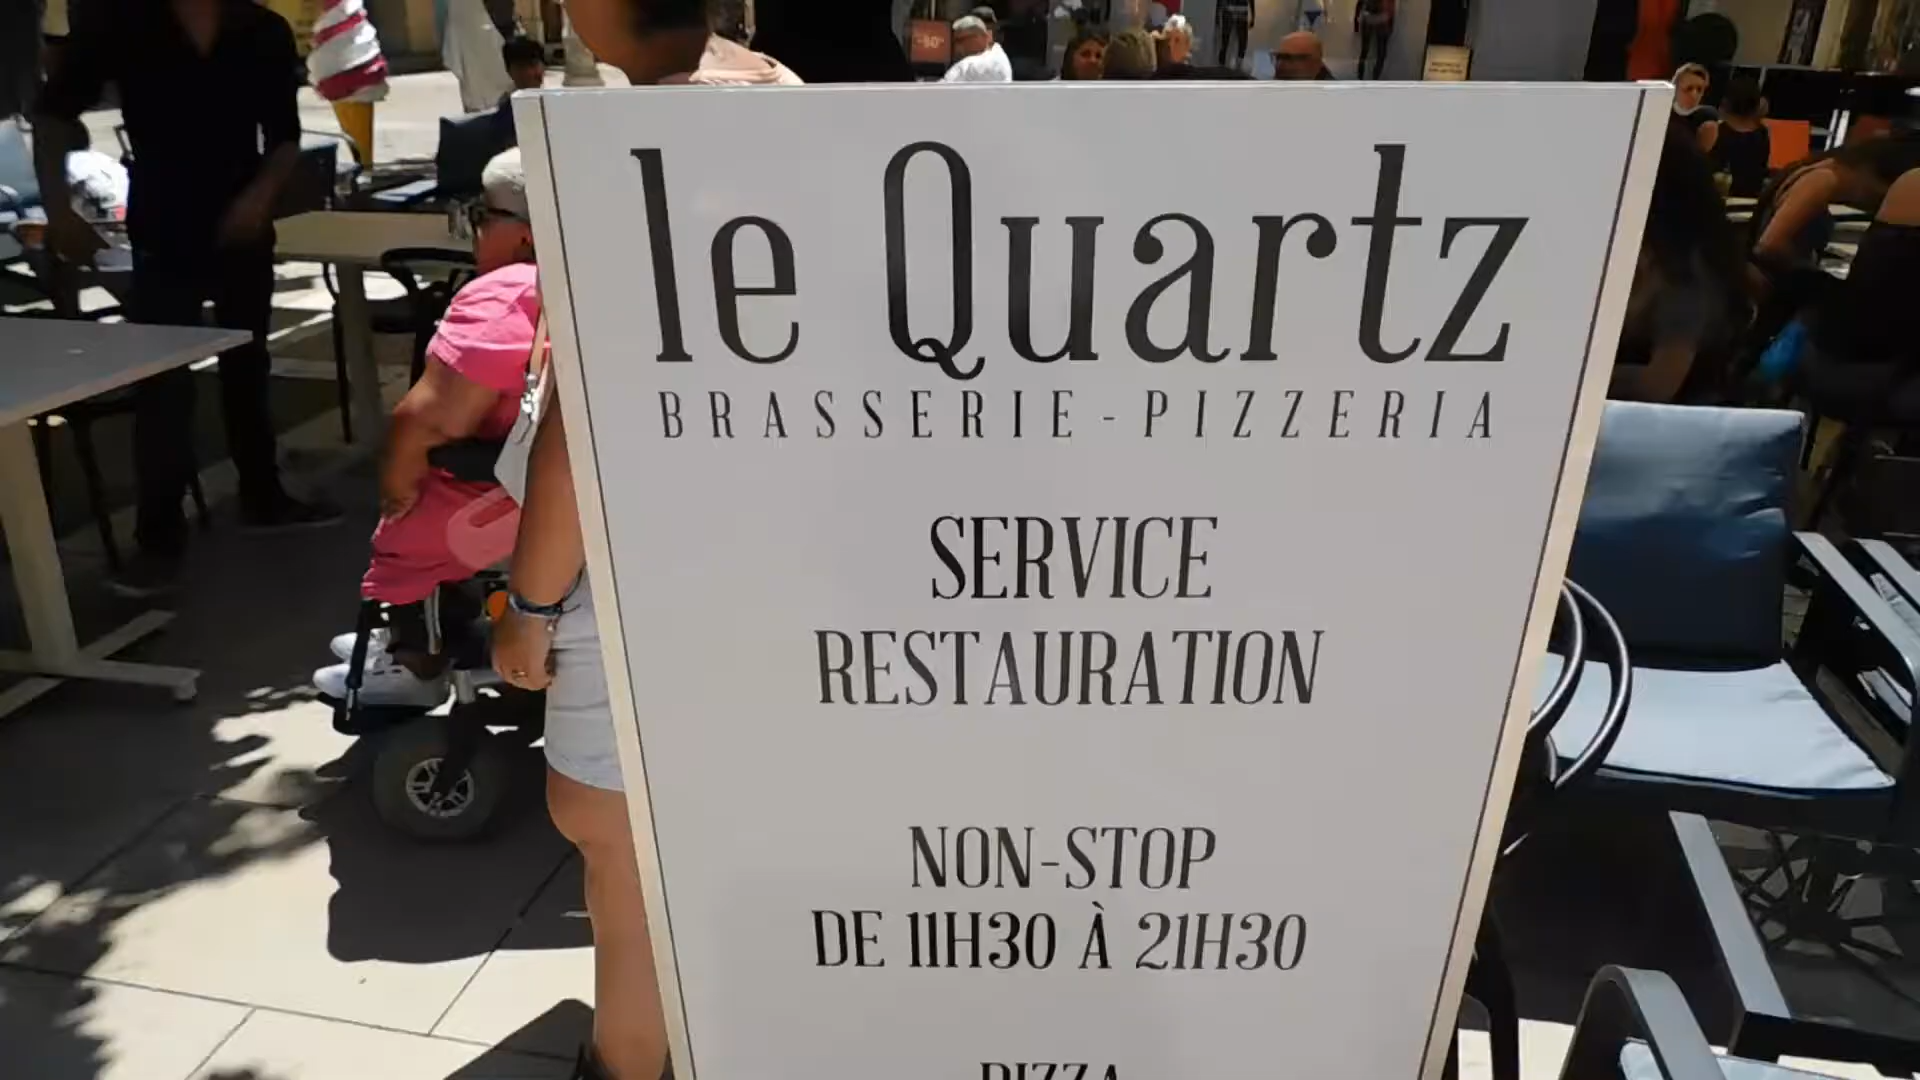 le Quartz
BRASSERIE - PIZZERIA
SERVICE
RESTAURATION
NON-STOP
DE 11H30 À 21H30
PIZZA